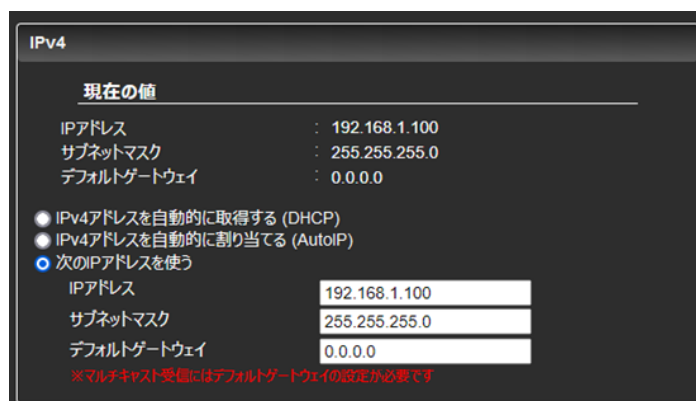 IPv4
現在の値
IPアドレス : 192.168.1.100
サブネットマスク : 255.255.255.0
デフォルトゲートウェイ : 0.0.0.0
IPv4アドレスを自動的に取得する (DHCP)
IPv4アドレスを自動的に割り当てる (AutoIP)
次のIPアドレスを使う
IPアドレス 192.168.1.100
サブネットマスク 255.255.255.0
デフォルトゲートウェイ 0.0.0.0
※マルチキャスト受信にはデフォルトゲートウェイの設定が必要です